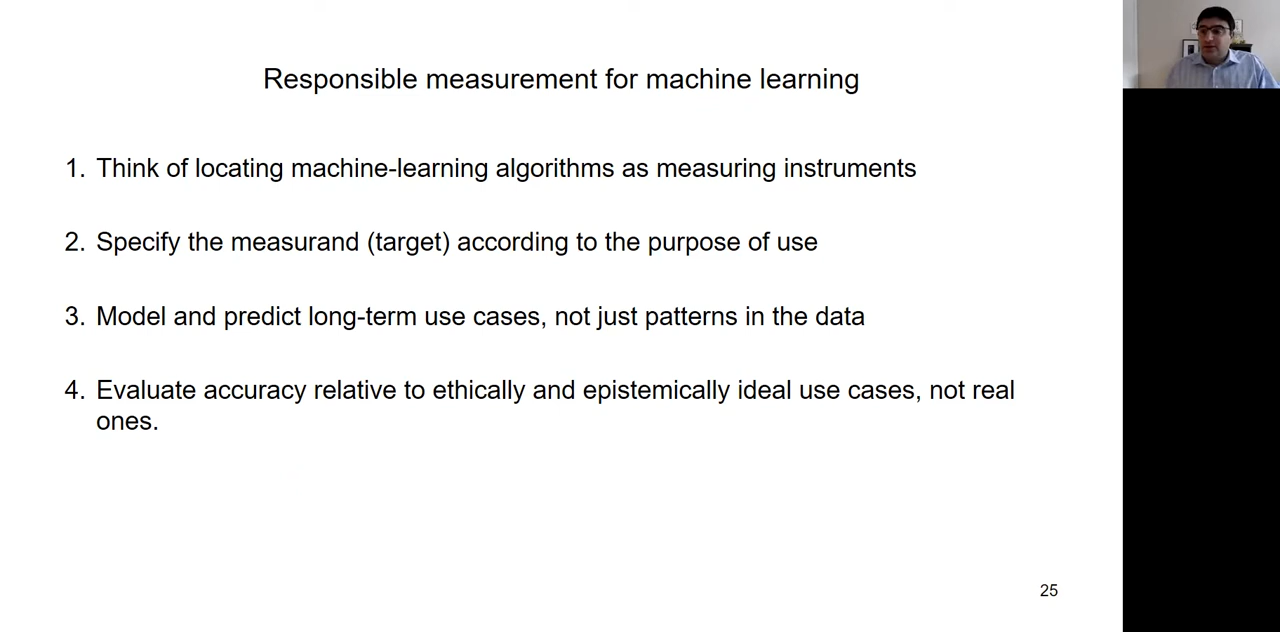 Responsible measurement for machine learning
1. Think of locating machine-learning algorithms as measuring instruments
2. Specify the measurand (target) according to the purpose of use
3. Model and predict long-term use cases, not just patterns in the data
4. Evaluate accuracy relative to ethically and epistemically ideal use cases, not real
ones.
25